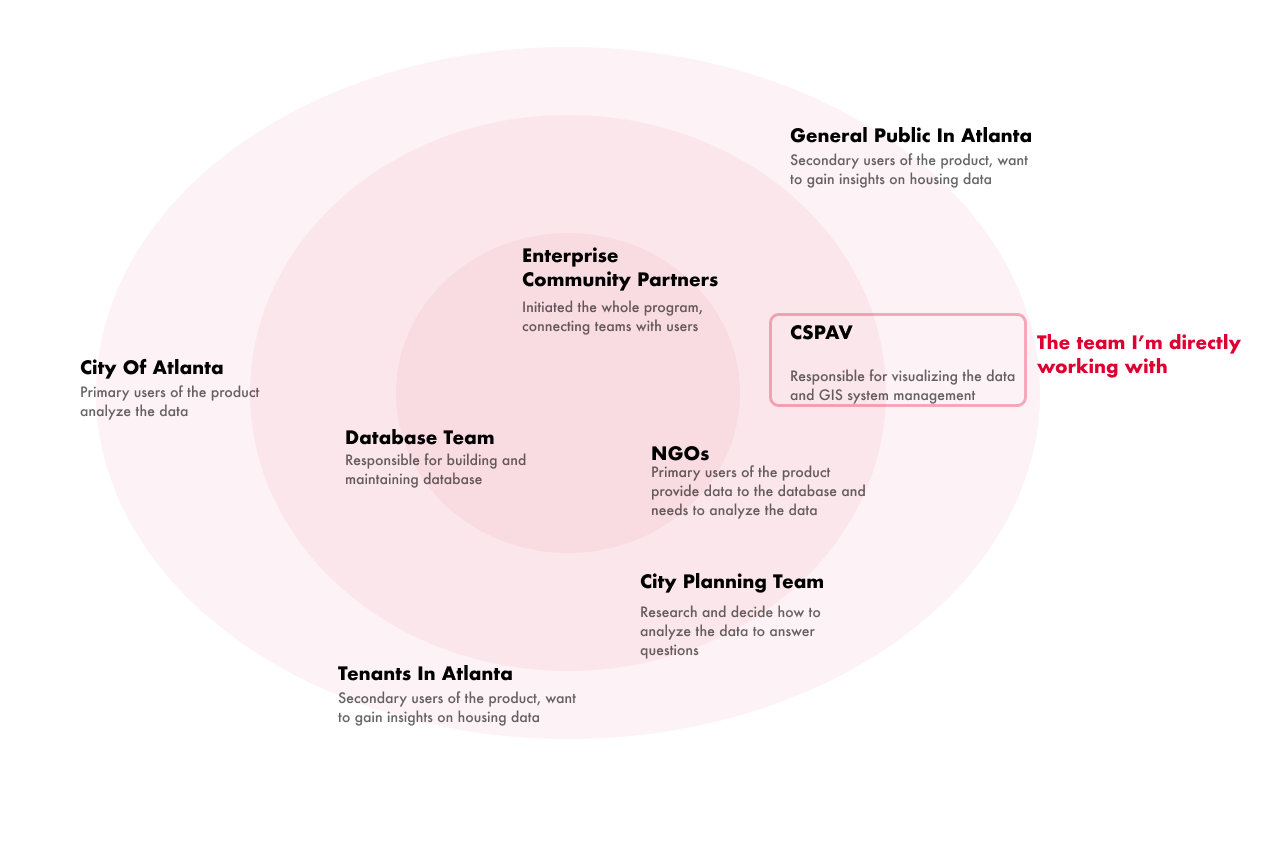 General Public In Atlanta
Secondary users of the product, want
to gain insights on housing data
Enterprise
Community Partners
Initiated the whole program,
connecting teams with users
CSPAV
Responsible for visualizing the data
and GIS system management
The team I’m directly
working with
City Of Atlanta
Primary users of the product
analyze the data
Database Team
Responsible for building and
maintaining database
NGOs
Primary users of the product
provide data to the database and
needs to analyze the data
City Planning Team
Research and decide how to
analyze the data to answer
questions
Tenants In Atlanta
Secondary users of the product, want
to gain insights on housing data